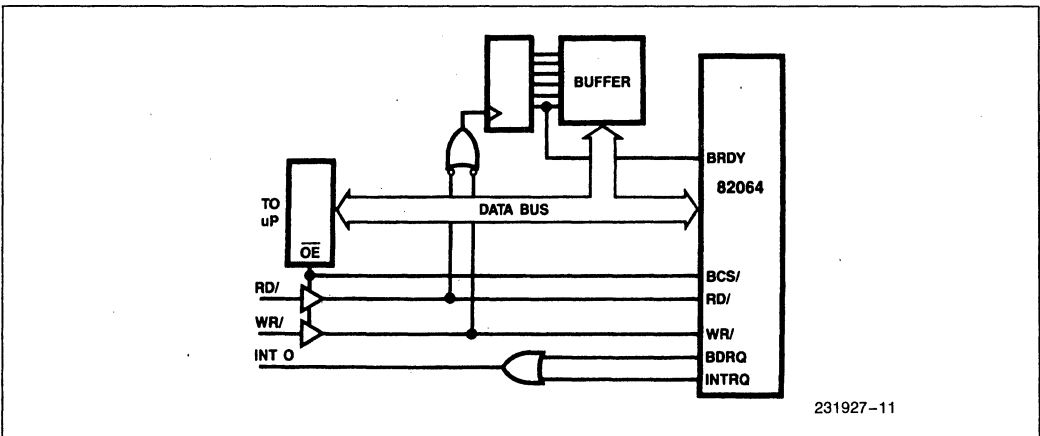 BUFFER
BRDY
82064
TO
uP
DATA BUS
OE
BCS/
RD/
RD/
WR/
WR/
INT O
BDRQ
INTRQ
231927-11